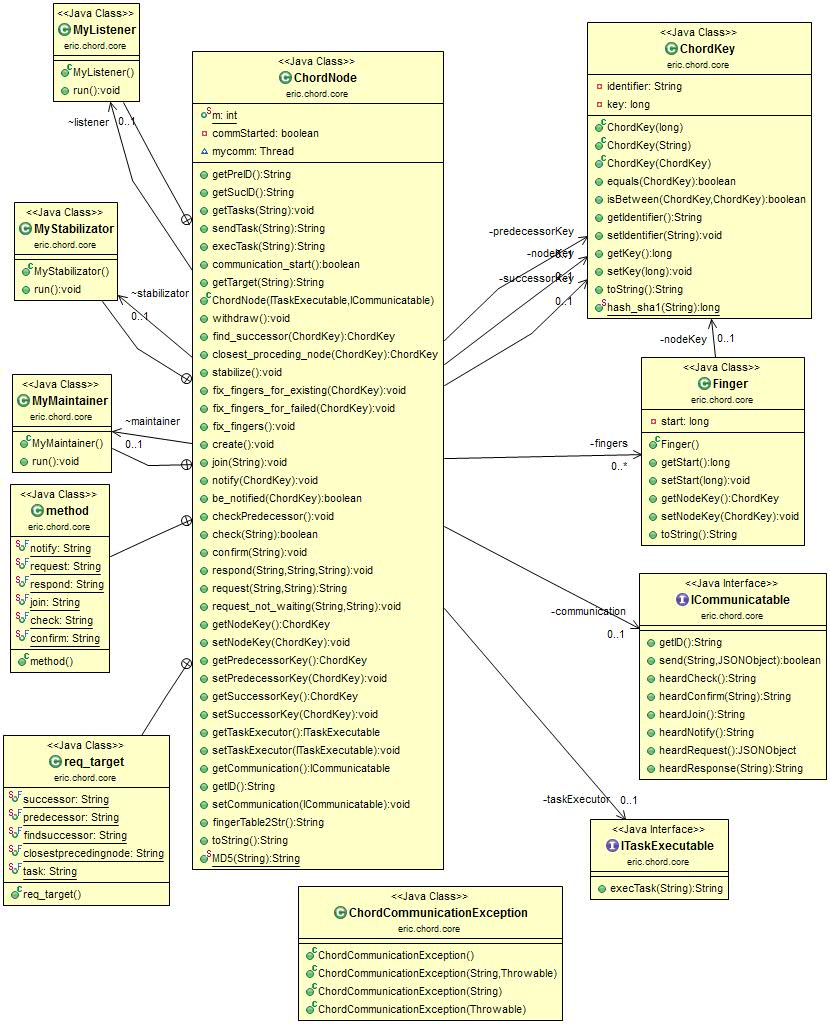 <<Java Class>>
MyListener
eric.chord.core
MyListener()
run():void
~listener
0..1
<<Java Class>>
MyStabilizator
eric.chord.core
MyStabilizator()
run():void
~stabilizator
0..1
<<Java Class>>
MyMaintainer
eric.chord.core
MyMaintainer()
run():void
~maintainer
0..1
<<Java Class>>
method
eric.chord.core
notify: String
request: String
respond: String
join: String
check: String
confirm: String
method()
<<Java Class>>
req_target
eric.chord.core
successor: String
predecessor: String
findsuccessor: String
closestprecedingnode: String
task: String
req_target()
<<Java Class>>
ChordNode
eric.chord.core
m: int
commStarted: boolean
mycomm: Thread
getPreID():String
getSucID():String
getTasks(String):void
sendTask(String):String
execTask(String):String
communication_start():boolean
getTarget(String):String
ChordNode(ITaskExecutable,ICommunicatable)
withdraw():void
find_successor(ChordKey):ChordKey
closest_proceding_node(ChordKey):ChordKey
stabilize():void
fix_fingers_for_existing(ChordKey):void
fix_fingers_for_failed(ChordKey):void
fix_fingers():void
create():void
join(String):void
notify(ChordKey):void
be_notified(ChordKey):boolean
checkPredecessor():void
check(String):boolean
confirm(String):void
respond(String,String,String):void
request(String,String):String
request_not_waiting(String,String):void
getNodeKey():ChordKey
setNodeKey(ChordKey):void
getPredecessorKey():ChordKey
setPredecessorKey(ChordKey):void
getSuccessorKey():ChordKey
setSuccessorKey(ChordKey):void
getTaskExecutor():ITaskExecutable
setTaskExecutor(ITaskExecutable):void
getCommunication():ICommunicatable
getID():String
setCommunication(ICommunicatable):void
fingerTable2Str():String
toString():String
MD5(String):String
-predecessorKey
-nodeKey
0..1
-successorKey
0..1
0..1
<<Java Class>>
ChordKey
eric.chord.core
identifier: String
key: long
ChordKey(long)
ChordKey(String)
ChordKey(ChordKey)
equals(ChordKey):boolean
isBetween(ChordKey,ChordKey):boolean
getIdentifier():String
setIdentifier(String):void
getKey():long
setKey(long):void
toString():String
hash_sha1(String):long
-nodeKey
0..1
<<Java Class>>
Finger
eric.chord.core
start: long
Finger()
getStart():long
setStart(long):void
getNodeKey():ChordKey
setNodeKey(ChordKey):void
toString():String
-fingers
0..*
<<Java Interface>>
ICommunicatable
eric.chord.core
getID():String
send(String,JSONObject):boolean
heardCheck():String
heardConfirm(String):String
heardJoin():String
heardNotify():String
heardRequest():JSONObject
heardResponse(String):String
-communication
0..1
-taskExecutor
0..1
<<Java Interface>>
ITaskExecutable
eric.chord.core
execTask(String):String
<<Java Class>>
ChordCommunicationException
eric.chord.core
ChordCommunicationException()
ChordCommunicationException(String,Throwable)
ChordCommunicationException(String)
ChordCommunicationException(Throwable)